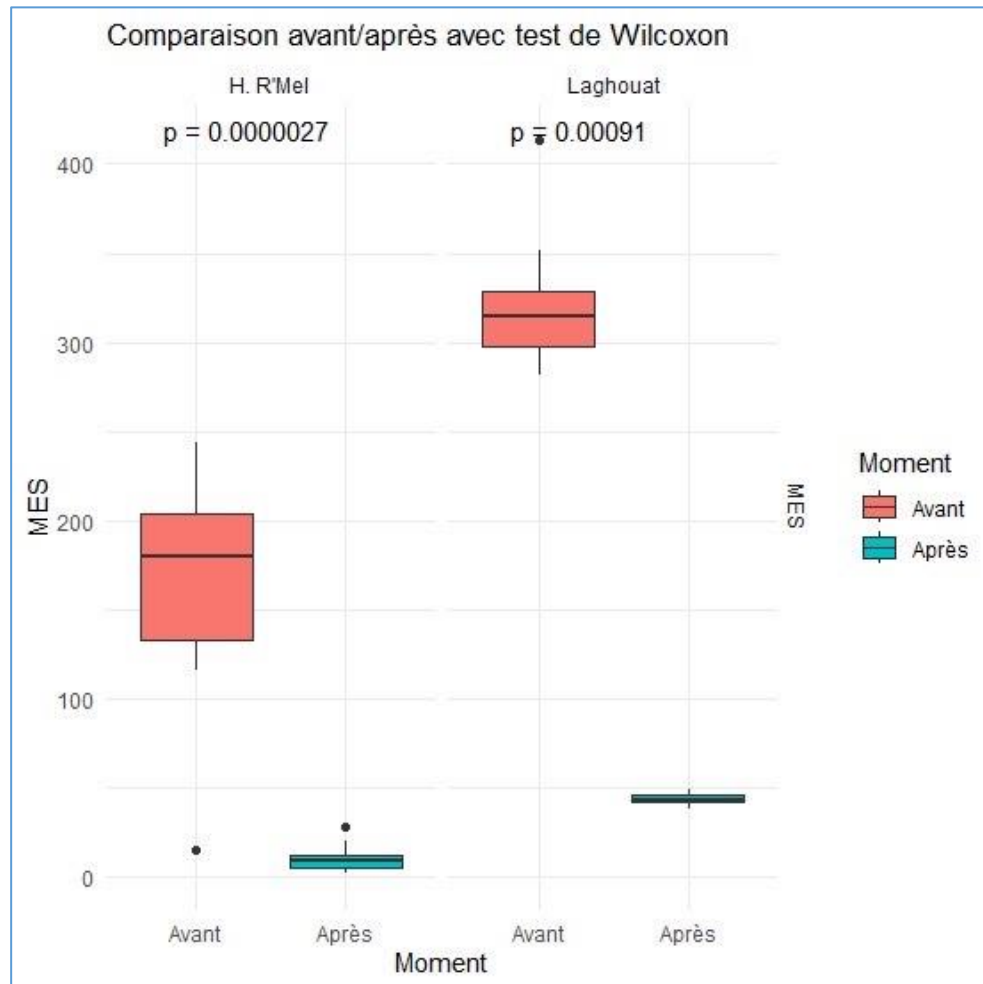 Comparaison avant/après avec test de Wilcoxon
H. R'Mel
Laghouat
p = 0.0000027
p = 0.00091
400
300
200
100
0
MES
MES
Avant
Après
Avant
Après
Moment
Moment
Avant
Après